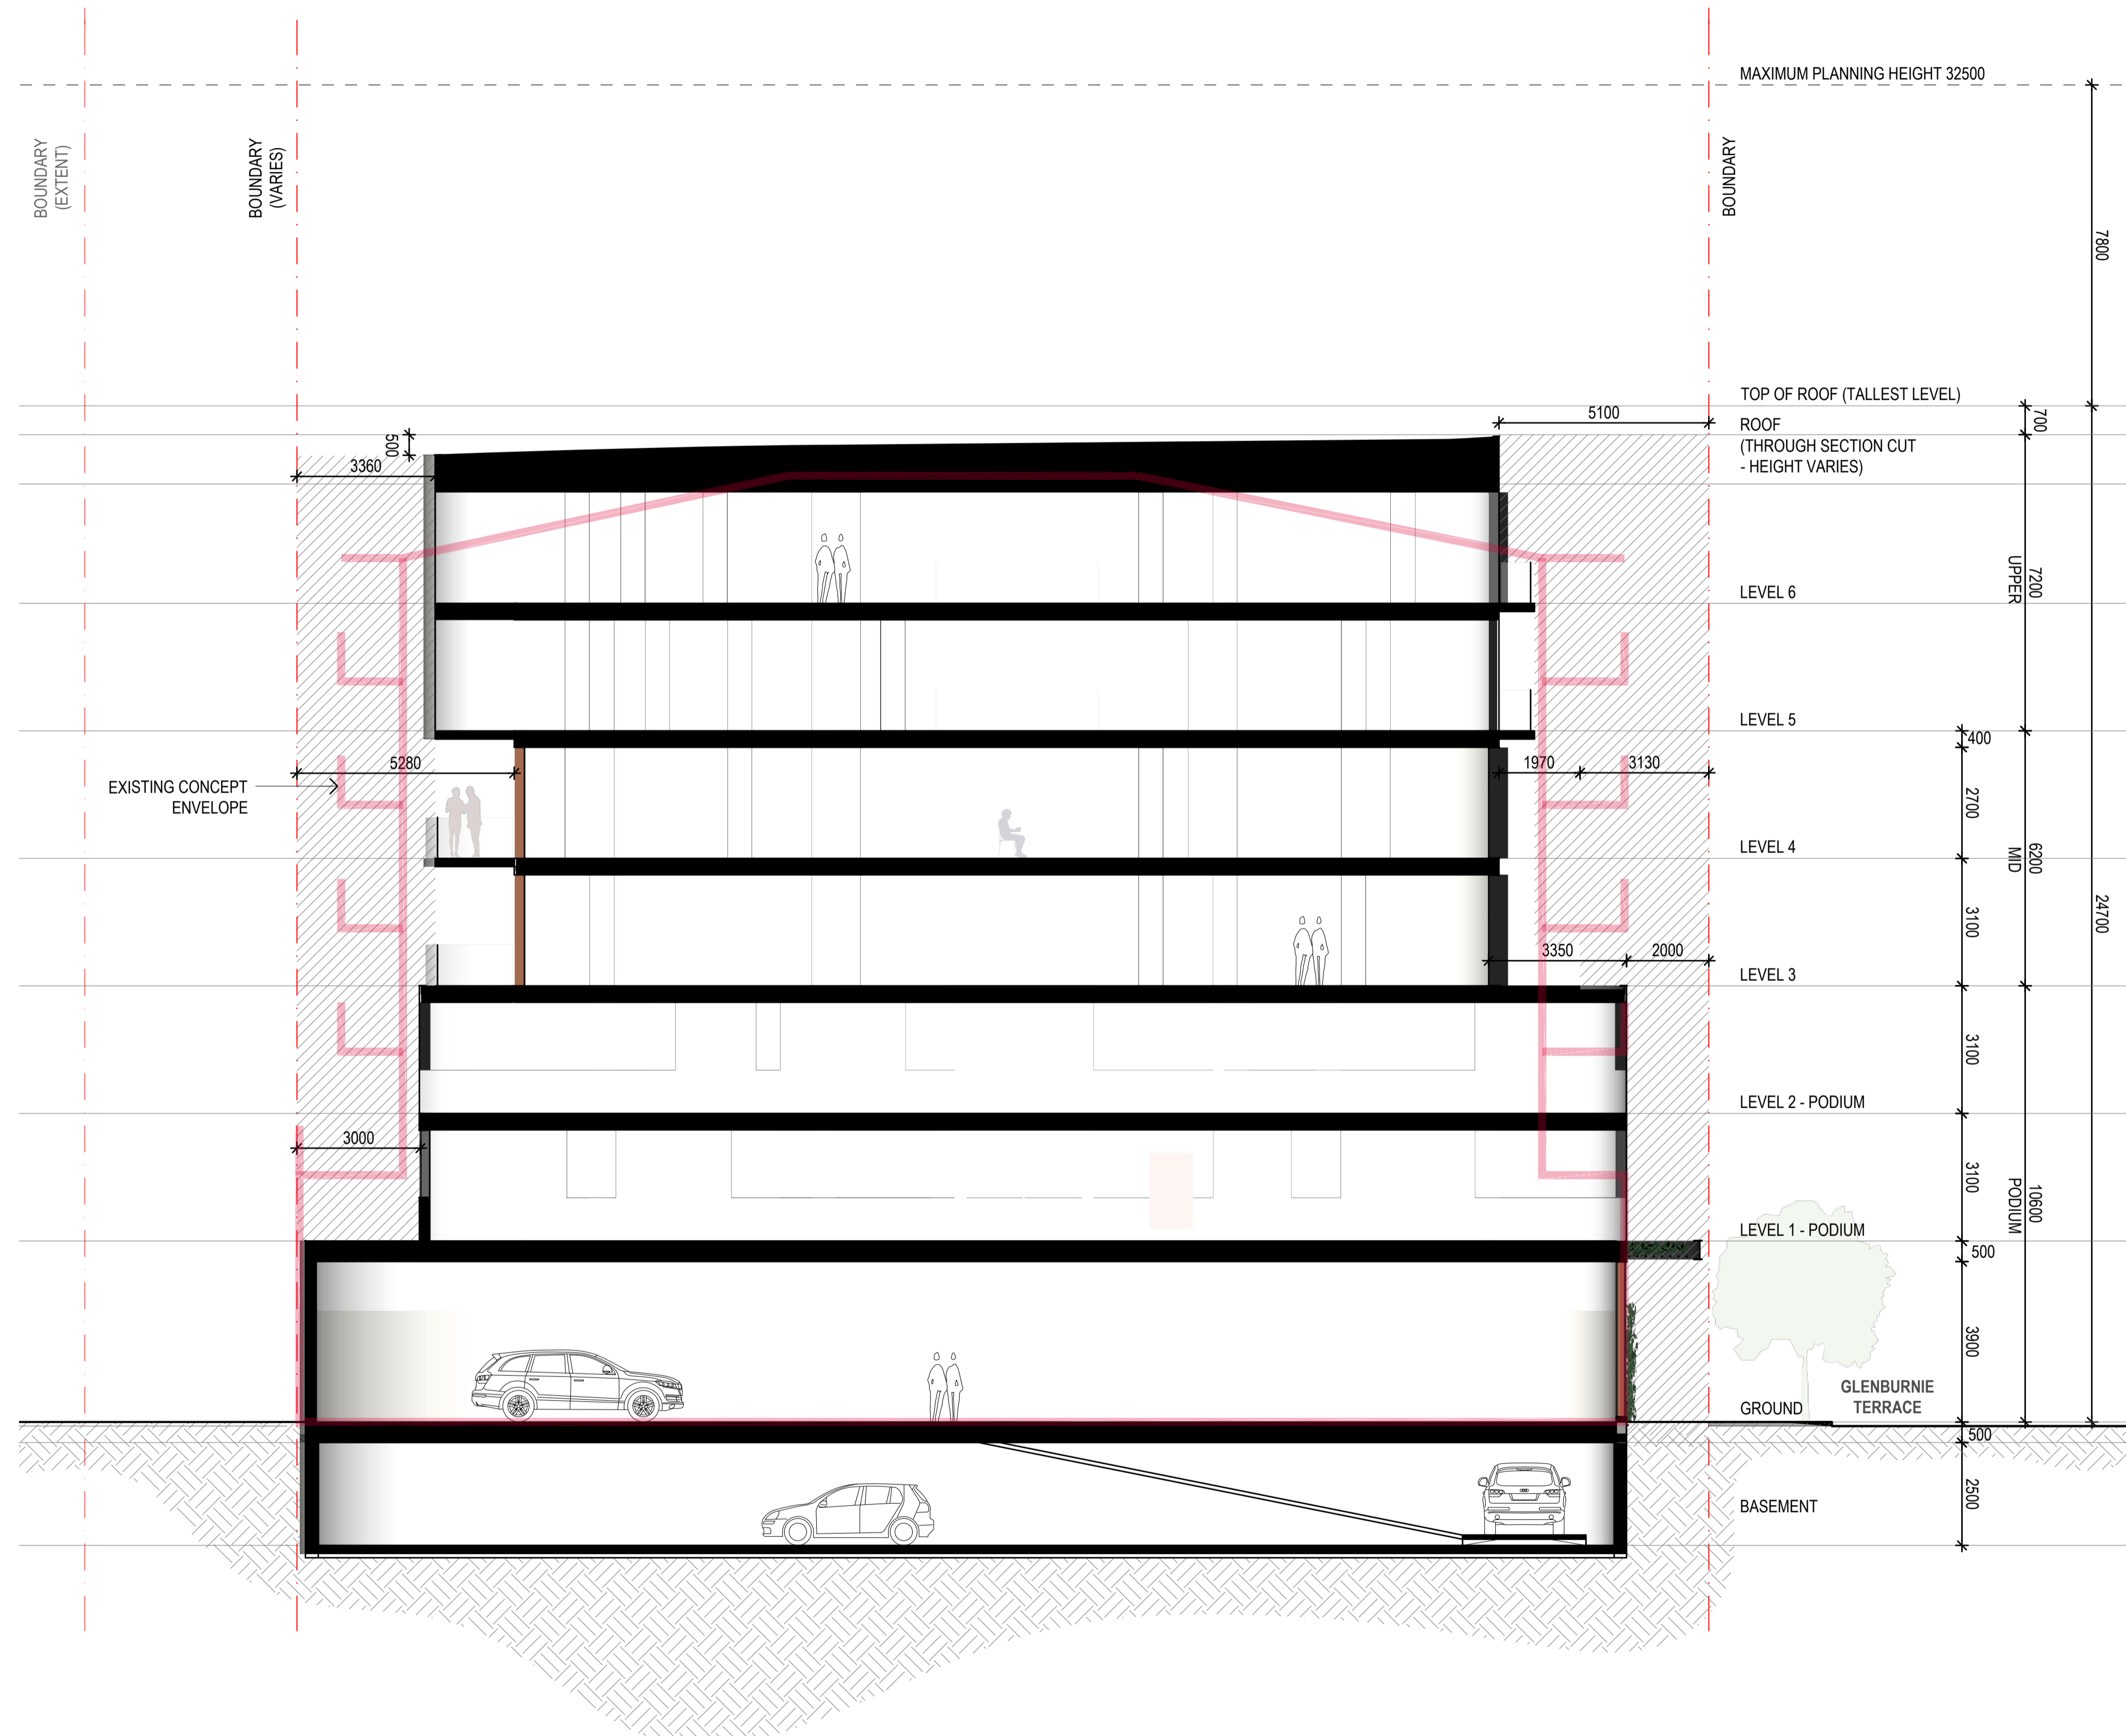 MAXIMUM PLANNING HEIGHT 32500
BOUNDARY
(EXTENT)
BOUNDARY
(VARIES)
BOUNDARY
7800
TOP OF ROOF (TALLEST LEVEL)
5100
700
ROOF
(THROUGH SECTION CUT
- HEIGHT VARIES)
500
3360
UPPER
7200
LEVEL 6
LEVEL 5
400
5280
1970
3130
EXISTING CONCEPT
ENVELOPE
2700
LEVEL 4
MID
6200
24700
3100
3350
2000
LEVEL 3
3100
LEVEL 2 - PODIUM
3000
3100
PODIUM
10600
LEVEL 1 - PODIUM
500
3900
GLENBURNIE
TERRACE
GROUND
500
2500
BASEMENT